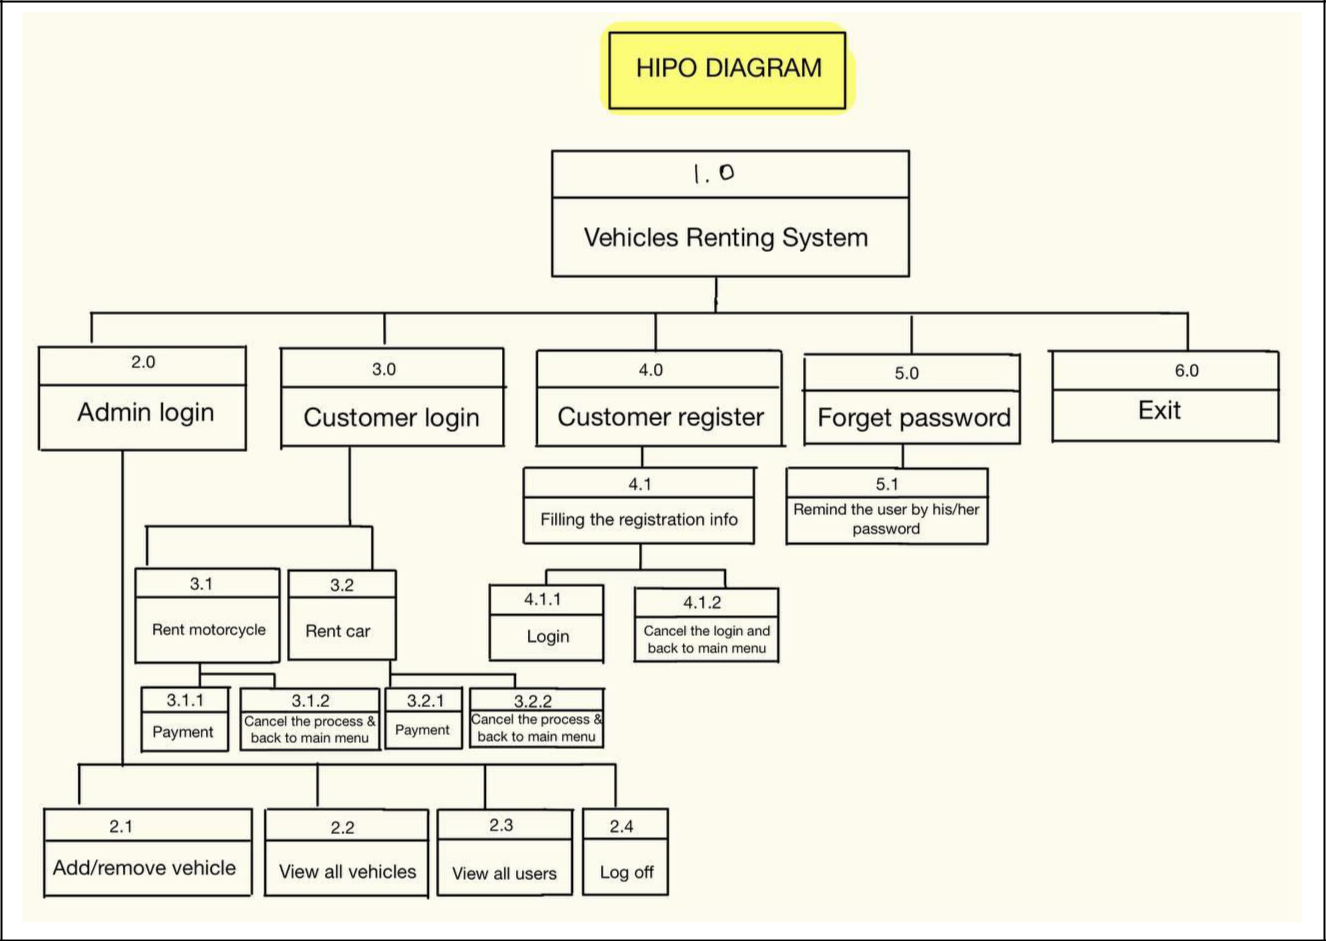 HIPO DIAGRAM
1.0
Vehicles Renting System
2.0
Admin login
3.0
Customer login
4.0
Customer register
5.0
Forget password
6.0
Exit
4.1
Filling the registration info
5.1
Remind the user by his/her
password
3.1
Rent motorcycle
3.2
Rent car
4.1.1
Login
4.1.2
Cancel the login and
back to main menu
3.1.1
Payment
3.1.2
Cancel the process &
back to main menu
3.2.1
Payment
3.2.2
Cancel the process &
back to main menu
2.1
Add/remove vehicle
2.2
View all vehicles
2.3
View all users
2.4
Log off